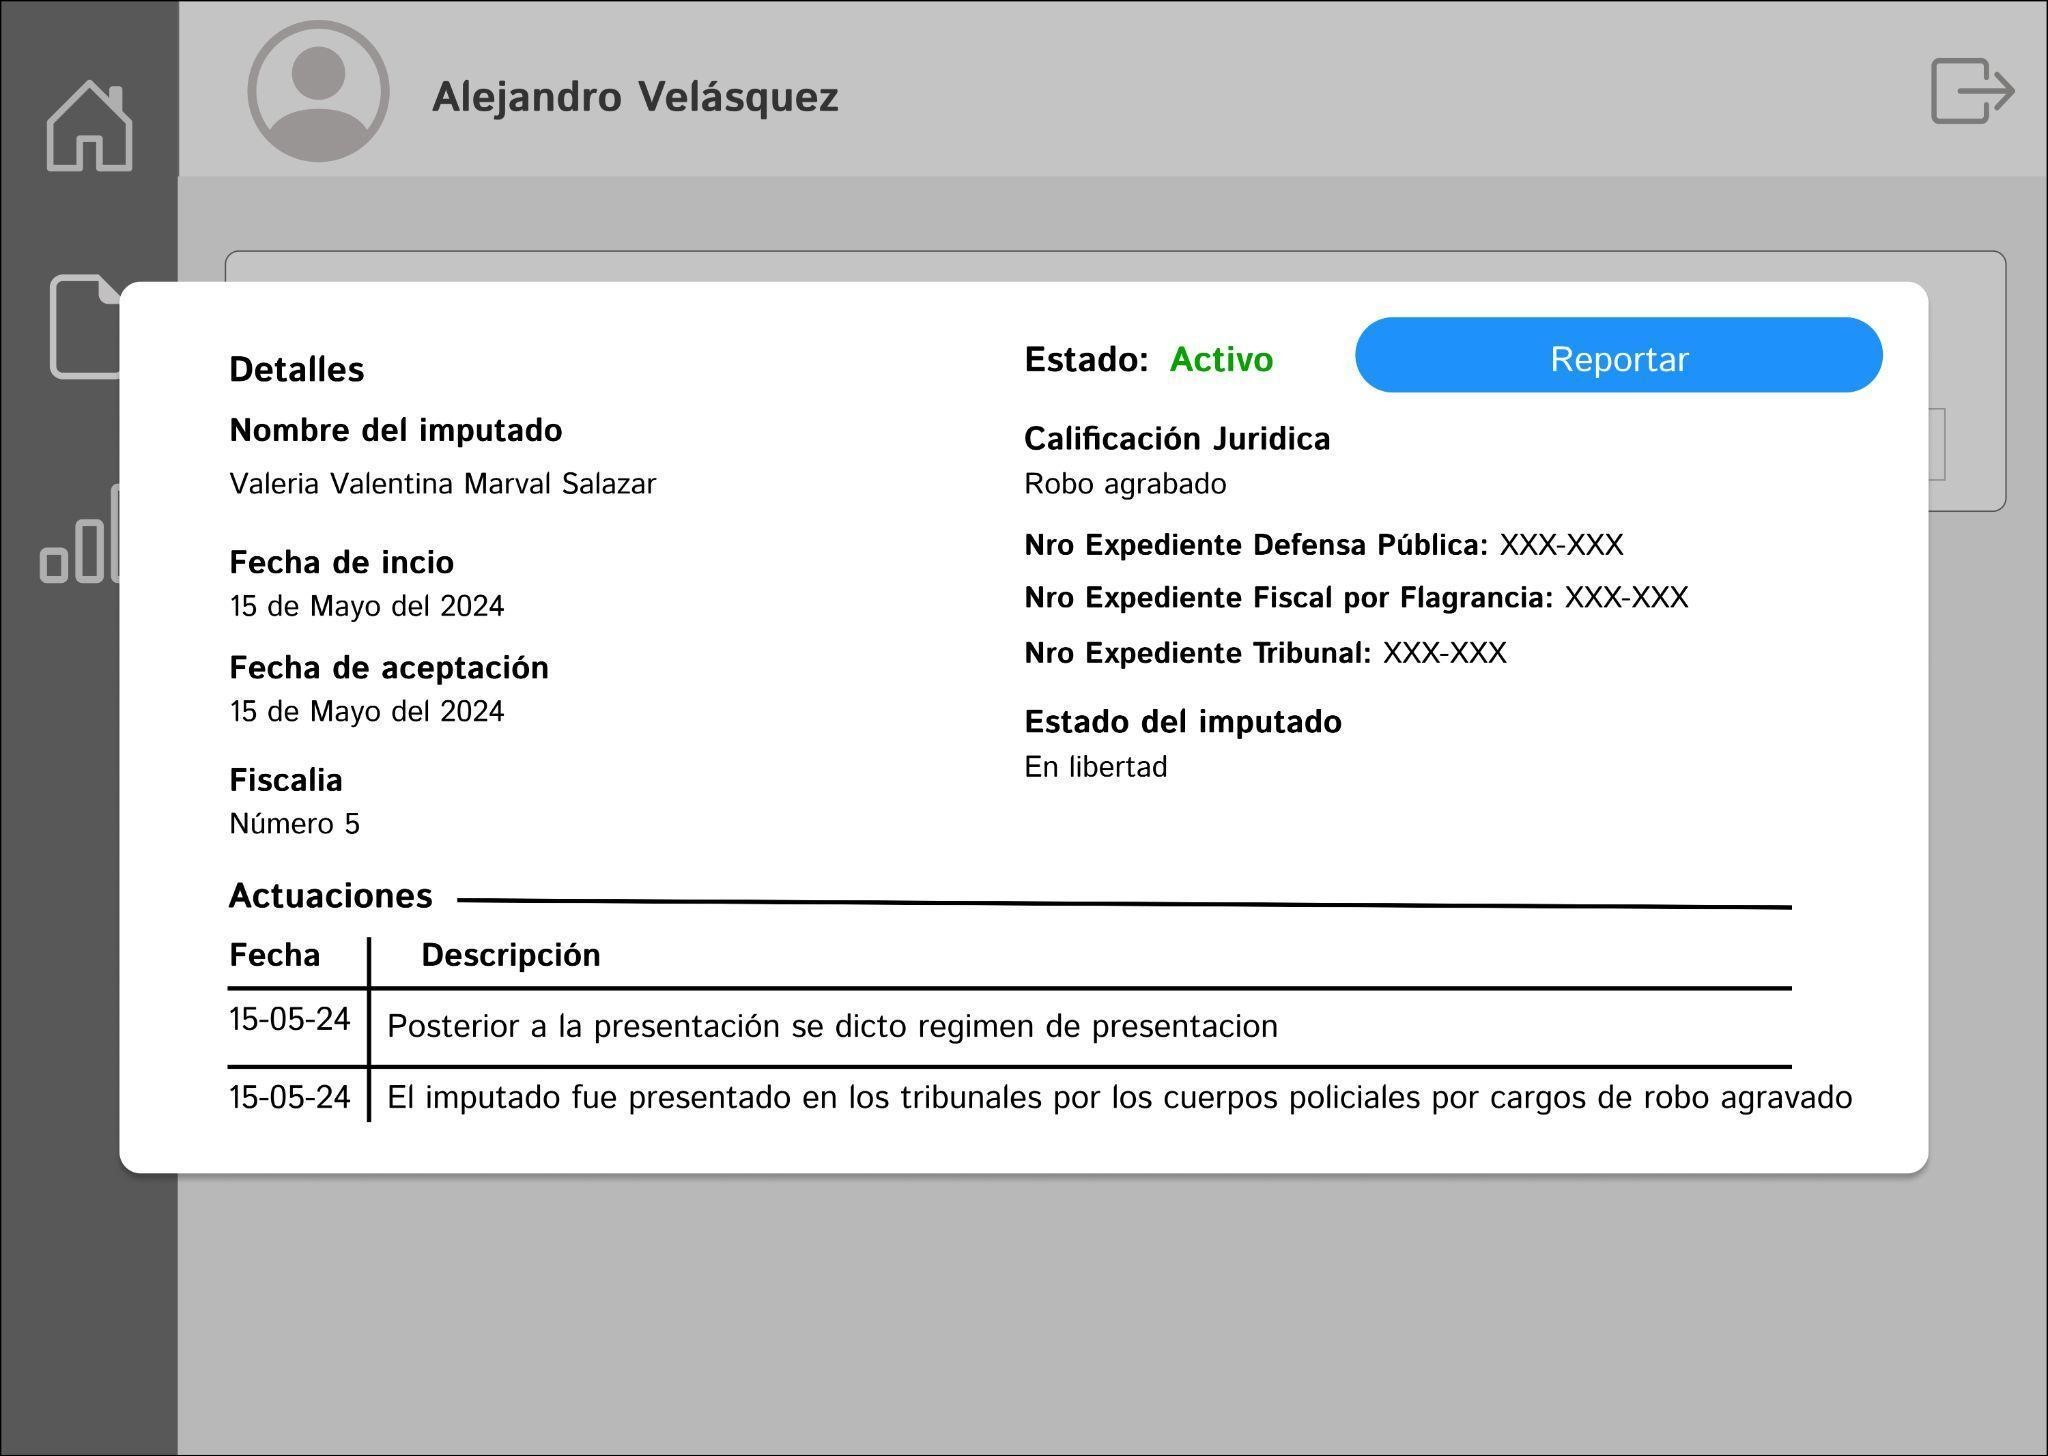 Alejandro Velásquez
Detalles
Nombre del imputado
Valeria Valentina Marval Salazar
Fecha de incio
15 de Mayo del 2024
Fecha de aceptación
15 de Mayo del 2024
Fiscalia
Número 5
Estado: Activo
Reportar
Calificación Juridica
Robo agrabado
Nro Expediente Defensa Pública: XXX-XXX
Nro Expediente Fiscal por Flagrancia: XXX-XXX
Nro Expediente Tribunal: XXX-XXX
Estado del imputado
En libertad
Actuaciones
Fecha Descripción
15-05-24 Posterior a la presentación se dicto regimen de presentacion
15-05-24 El imputado fue presentado en los tribunales por los cuerpos policiales por cargos de robo agravado